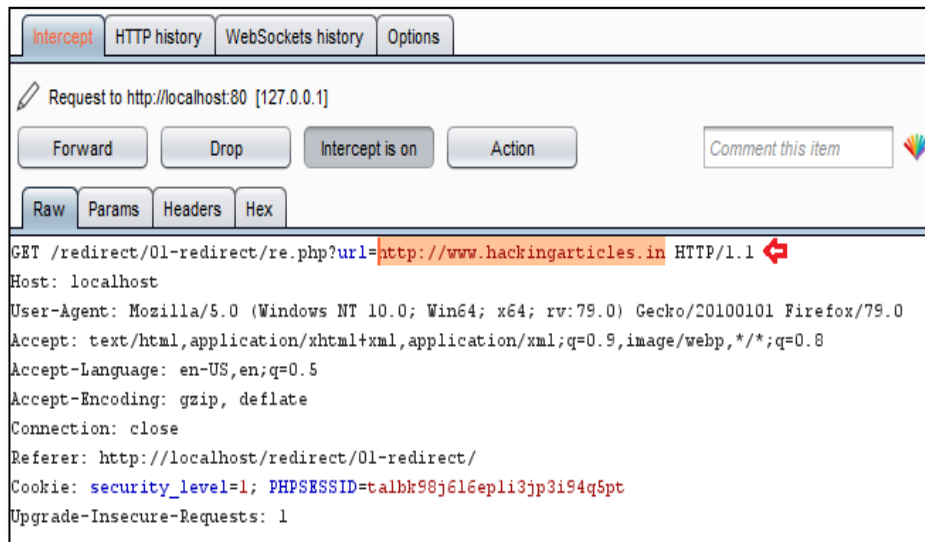 Intercept HTTP history WebSockets history Options
Request to http://localhost:80 [127.0.0.1]
Forward Drop Intercept is on Action Comment this item
Raw Params Headers Hex
GET /redirect/01-redirect/re.php?url=http://www.hackingarticles.in HTTP/1.1
Host: localhost
User-Agent: Mozilla/5.0 (Windows NT 10.0; Win64; x64; rv:79.0) Gecko/20100101 Firefox/79.0
Accept: text/html,application/xhtml+xml,application/xml;q=0.9,image/webp,*/*;q=0.8
Accept-Language: en-US,en;q=0.5
Accept-Encoding: gzip, deflate
Connection: close
Referer: http://localhost/redirect/01-redirect/
Cookie: security_level=1; PHPSESSID=talbk98j6l6epli3jp3i94q5pt
Upgrade-Insecure-Requests: 1